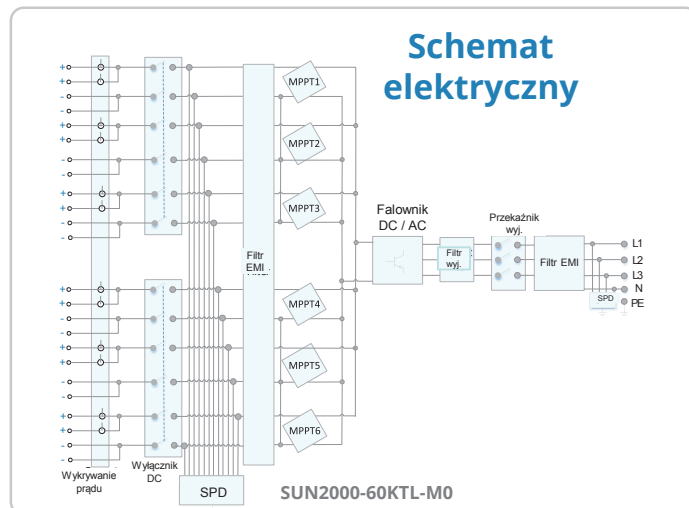 Schemat
elektryczny
MPPT1
MPPT2
MPPT3
MPPT4
MPPT5
MPPT6
Filtr
EMI
Falownik
DC / AC
Filtr
wyj.
Przekaźnik
wyj.
Filtr EMI
L1
L2
L3
N
PE
SPD
Wykrywanie
prądu
Wyłącznik
DC
SPD
SUN2000-60KTL-M0